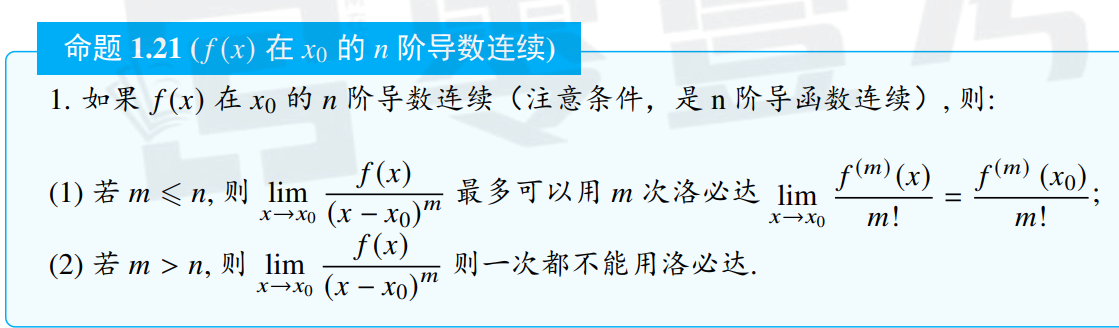 命题 1.21 (f(x) 在 x₀ 的 n 阶导数连续)
1. 如果 f(x) 在 x₀ 的 n 阶导数连续（注意条件，是 n 阶导函数连续）, 则:
(1) 若 m ⩽ n, 则 lim_{x→x₀} f(x)/(x − x₀)^m 最多可以用 m 次洛必达 lim_{x→x₀} f^{(m)}(x)/m! = f^{(m)}(x₀)/m!;
(2) 若 m > n, 则 lim_{x→x₀} f(x)/(x − x₀)^m 则一次都不能用洛必达.